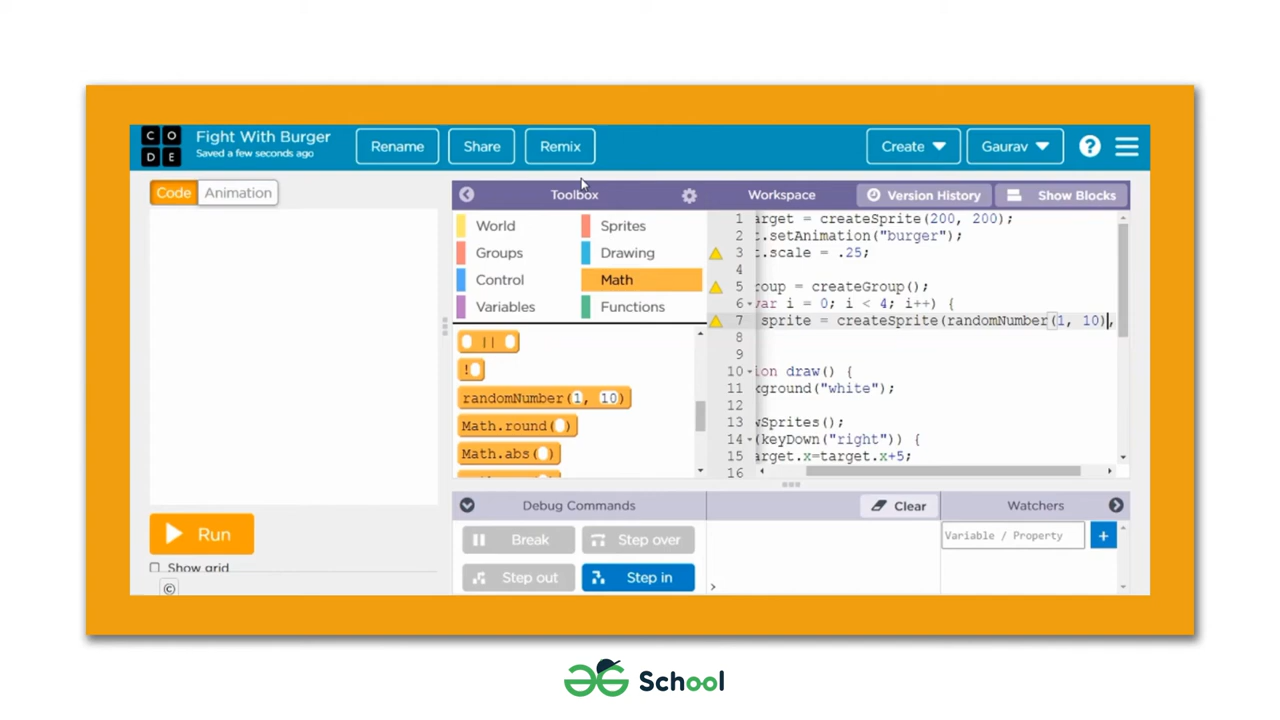 CODE
Fight With Burger
Saved a few seconds ago
Rename
Share
Remix
Create
Gaurav
?
Code
Animation
Toolbox
World
Sprites
Groups
Drawing
Control
Math
Variables
Functions
||
!
randomNumber(1, 10)
Math.round( )
Math.abs( )
Workspace
Version History
Show Blocks
1 arget = createSprite(200, 200);
2 t.setAnimation("burger");
3 t.scale = .25;
4
5 roup = createGroup();
6 var i = 0; i < 4; i++) {
7 sprite = createSprite(randomNumber(1, 10),
8
9
10 ion draw() {
11 kground("white");
12
13 wSprites();
14 (keyDown("right")) {
15 arget.x=target.x+5;
16
Run
Show grid
©
Debug Commands
Break
Step over
Step out
Step in
Clear
Watchers
Variable / Property
+
>
GG School